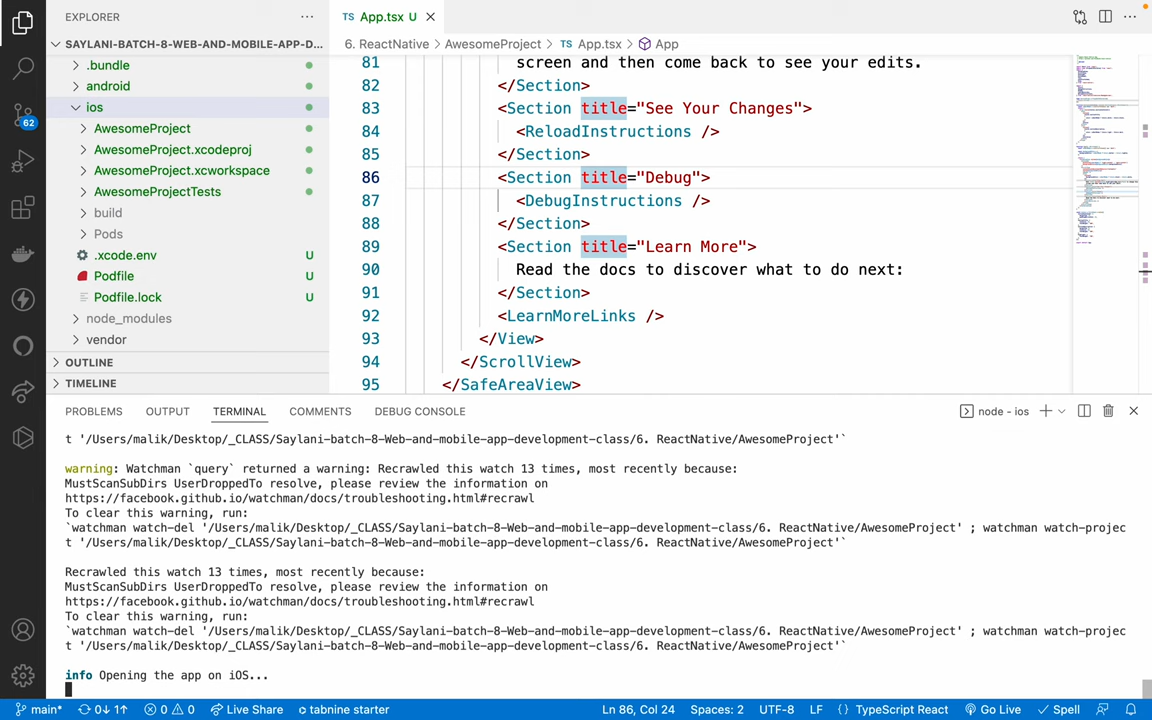 EXPLORER
TS App.tsx U
SAYLANI-BATCH-8-WEB-AND-MOBILE-APP-D...
6. ReactNative > AwesomeProject > TS App.tsx > App
.bundle
android
ios
AwesomeProject
AwesomeProject.xcodeproj
AwesomeProject.xcworkspace
AwesomeProjectTests
build
Pods
.xcode.env U
Podfile U
Podfile.lock U
node_modules
vendor
OUTLINE
TIMELINE
62
81 screen and then come back to see your edits.
82 </Section>
83 <Section title="See Your Changes">
84 <ReloadInstructions />
85 </Section>
86 <Section title="Debug">
87 <DebugInstructions />
88 </Section>
89 <Section title="Learn More">
90 Read the docs to discover what to do next:
91 </Section>
92 <LearnMoreLinks />
93 </View>
94 </ScrollView>
95 </SafeAreaView>
PROBLEMS OUTPUT TERMINAL COMMENTS DEBUG CONSOLE node - ios
t '/Users/malik/Desktop/_CLASS/Saylani-batch-8-Web-and-mobile-app-development-class/6. ReactNative/AwesomeProject'`
warning: Watchman `query` returned a warning: Recrawled this watch 13 times, most recently because:
MustScanSubDirs UserDroppedTo resolve, please review the information on
https://facebook.github.io/watchman/docs/troubleshooting.html#recrawl
To clear this warning, run:
`watchman watch-del '/Users/malik/Desktop/_CLASS/Saylani-batch-8-Web-and-mobile-app-development-class/6. ReactNative/AwesomeProject' ; watchman watch-projec
t '/Users/malik/Desktop/_CLASS/Saylani-batch-8-Web-and-mobile-app-development-class/6. ReactNative/AwesomeProject'`
Recrawled this watch 13 times, most recently because:
MustScanSubDirs UserDroppedTo resolve, please review the information on
https://facebook.github.io/watchman/docs/troubleshooting.html#recrawl
To clear this warning, run:
`watchman watch-del '/Users/malik/Desktop/_CLASS/Saylani-batch-8-Web-and-mobile-app-development-class/6. ReactNative/AwesomeProject' ; watchman watch-projec
t '/Users/malik/Desktop/_CLASS/Saylani-batch-8-Web-and-mobile-app-development-class/6. ReactNative/AwesomeProject'`
info Opening the app on iOS...
main* 0↓ 1↑ 0 0 Live Share tabnine starter Ln 86, Col 24 Spaces: 2 UTF-8 LF {} TypeScript React Go Live Spell